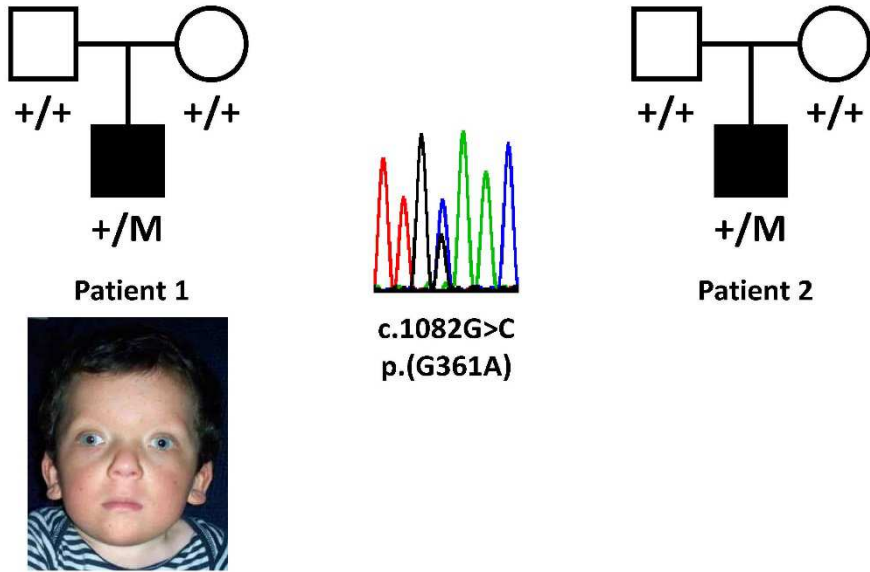 +/+ +/+
+/+ +/+
+/M
+/M
Patient 1
Patient 2
c.1082G>C
p.(G361A)